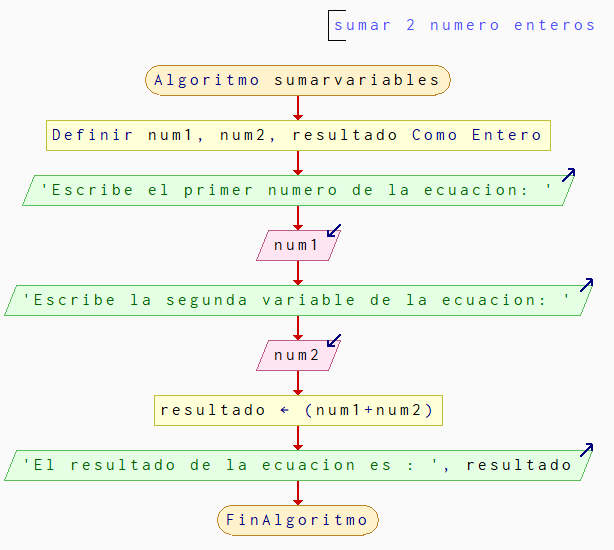 sumar 2 numero enteros
Algoritmo sumarvariables
Definir num1, num2, resultado Como Entero
'Escribe el primer numero de la ecuacion: '
num1
'Escribe la segunda variable de la ecuacion: '
num2
resultado ← (num1+num2)
'El resultado de la ecuacion es : ', resultado
FinAlgoritmo